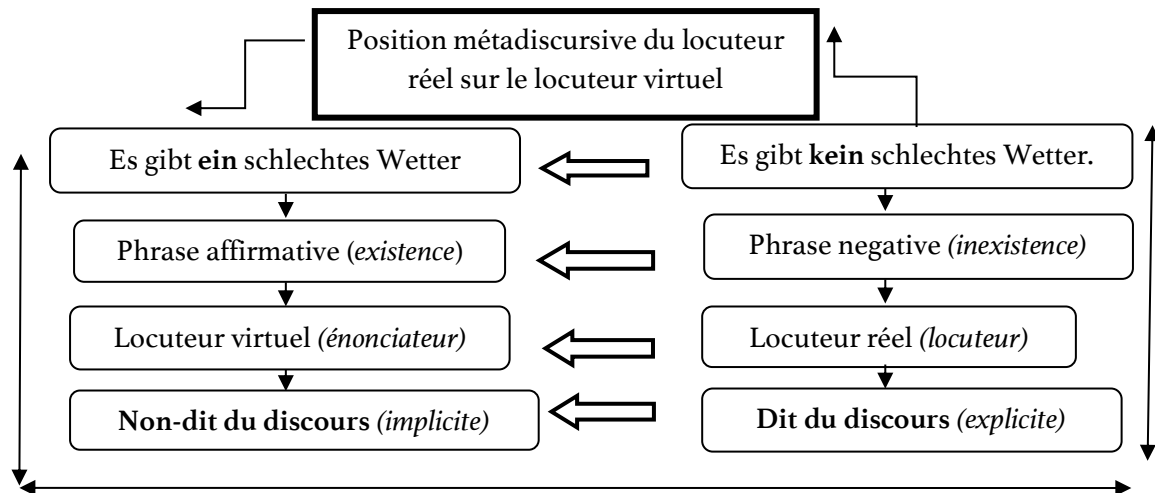 Position métadiscursive du locuteur
réel sur le locuteur virtuel
Es gibt ein schlechtes Wetter
Es gibt kein schlechtes Wetter.
Phrase affirmative (existence)
Phrase negative (inexistence)
Locuteur virtuel (énonciateur)
Locuteur réel (locuteur)
Non-dit du discours (implicite)
Dit du discours (explicite)